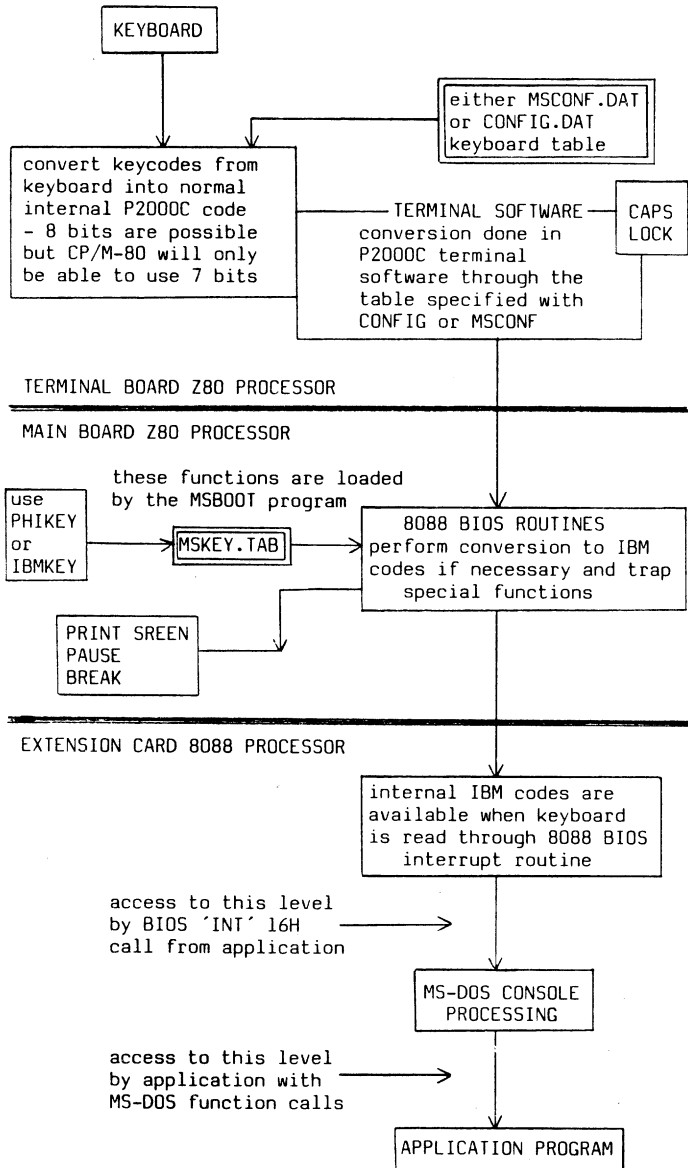 KEYBOARD
either MSCONF.DAT
or CONFIG.DAT
keyboard table
convert keycodes from
keyboard into normal
internal P2000C code
- 8 bits are possible
but CP/M-80 will only
be able to use 7 bits
TERMINAL SOFTWARE
conversion done in
P2000C terminal
software through the
table specified with
CONFIG or MSCONF
CAPS
LOCK
TERMINAL BOARD Z80 PROCESSOR
MAIN BOARD Z80 PROCESSOR
these functions are loaded
by the MSBOOT program
use
PHIKEY
or
IBMKEY
MSKEY.TAB
8088 BIOS ROUTINES
perform conversion to IBM
codes if necessary and trap
special functions
PRINT SREEN
PAUSE
BREAK
EXTENSION CARD 8088 PROCESSOR
internal IBM codes are
available when keyboard
is read through 8088 BIOS
interrupt routine
access to this level
by BIOS ´INT´ 16H
call from application
MS-DOS CONSOLE
PROCESSING
access to this level
by application with
MS-DOS function calls
APPLICATION PROGRAM